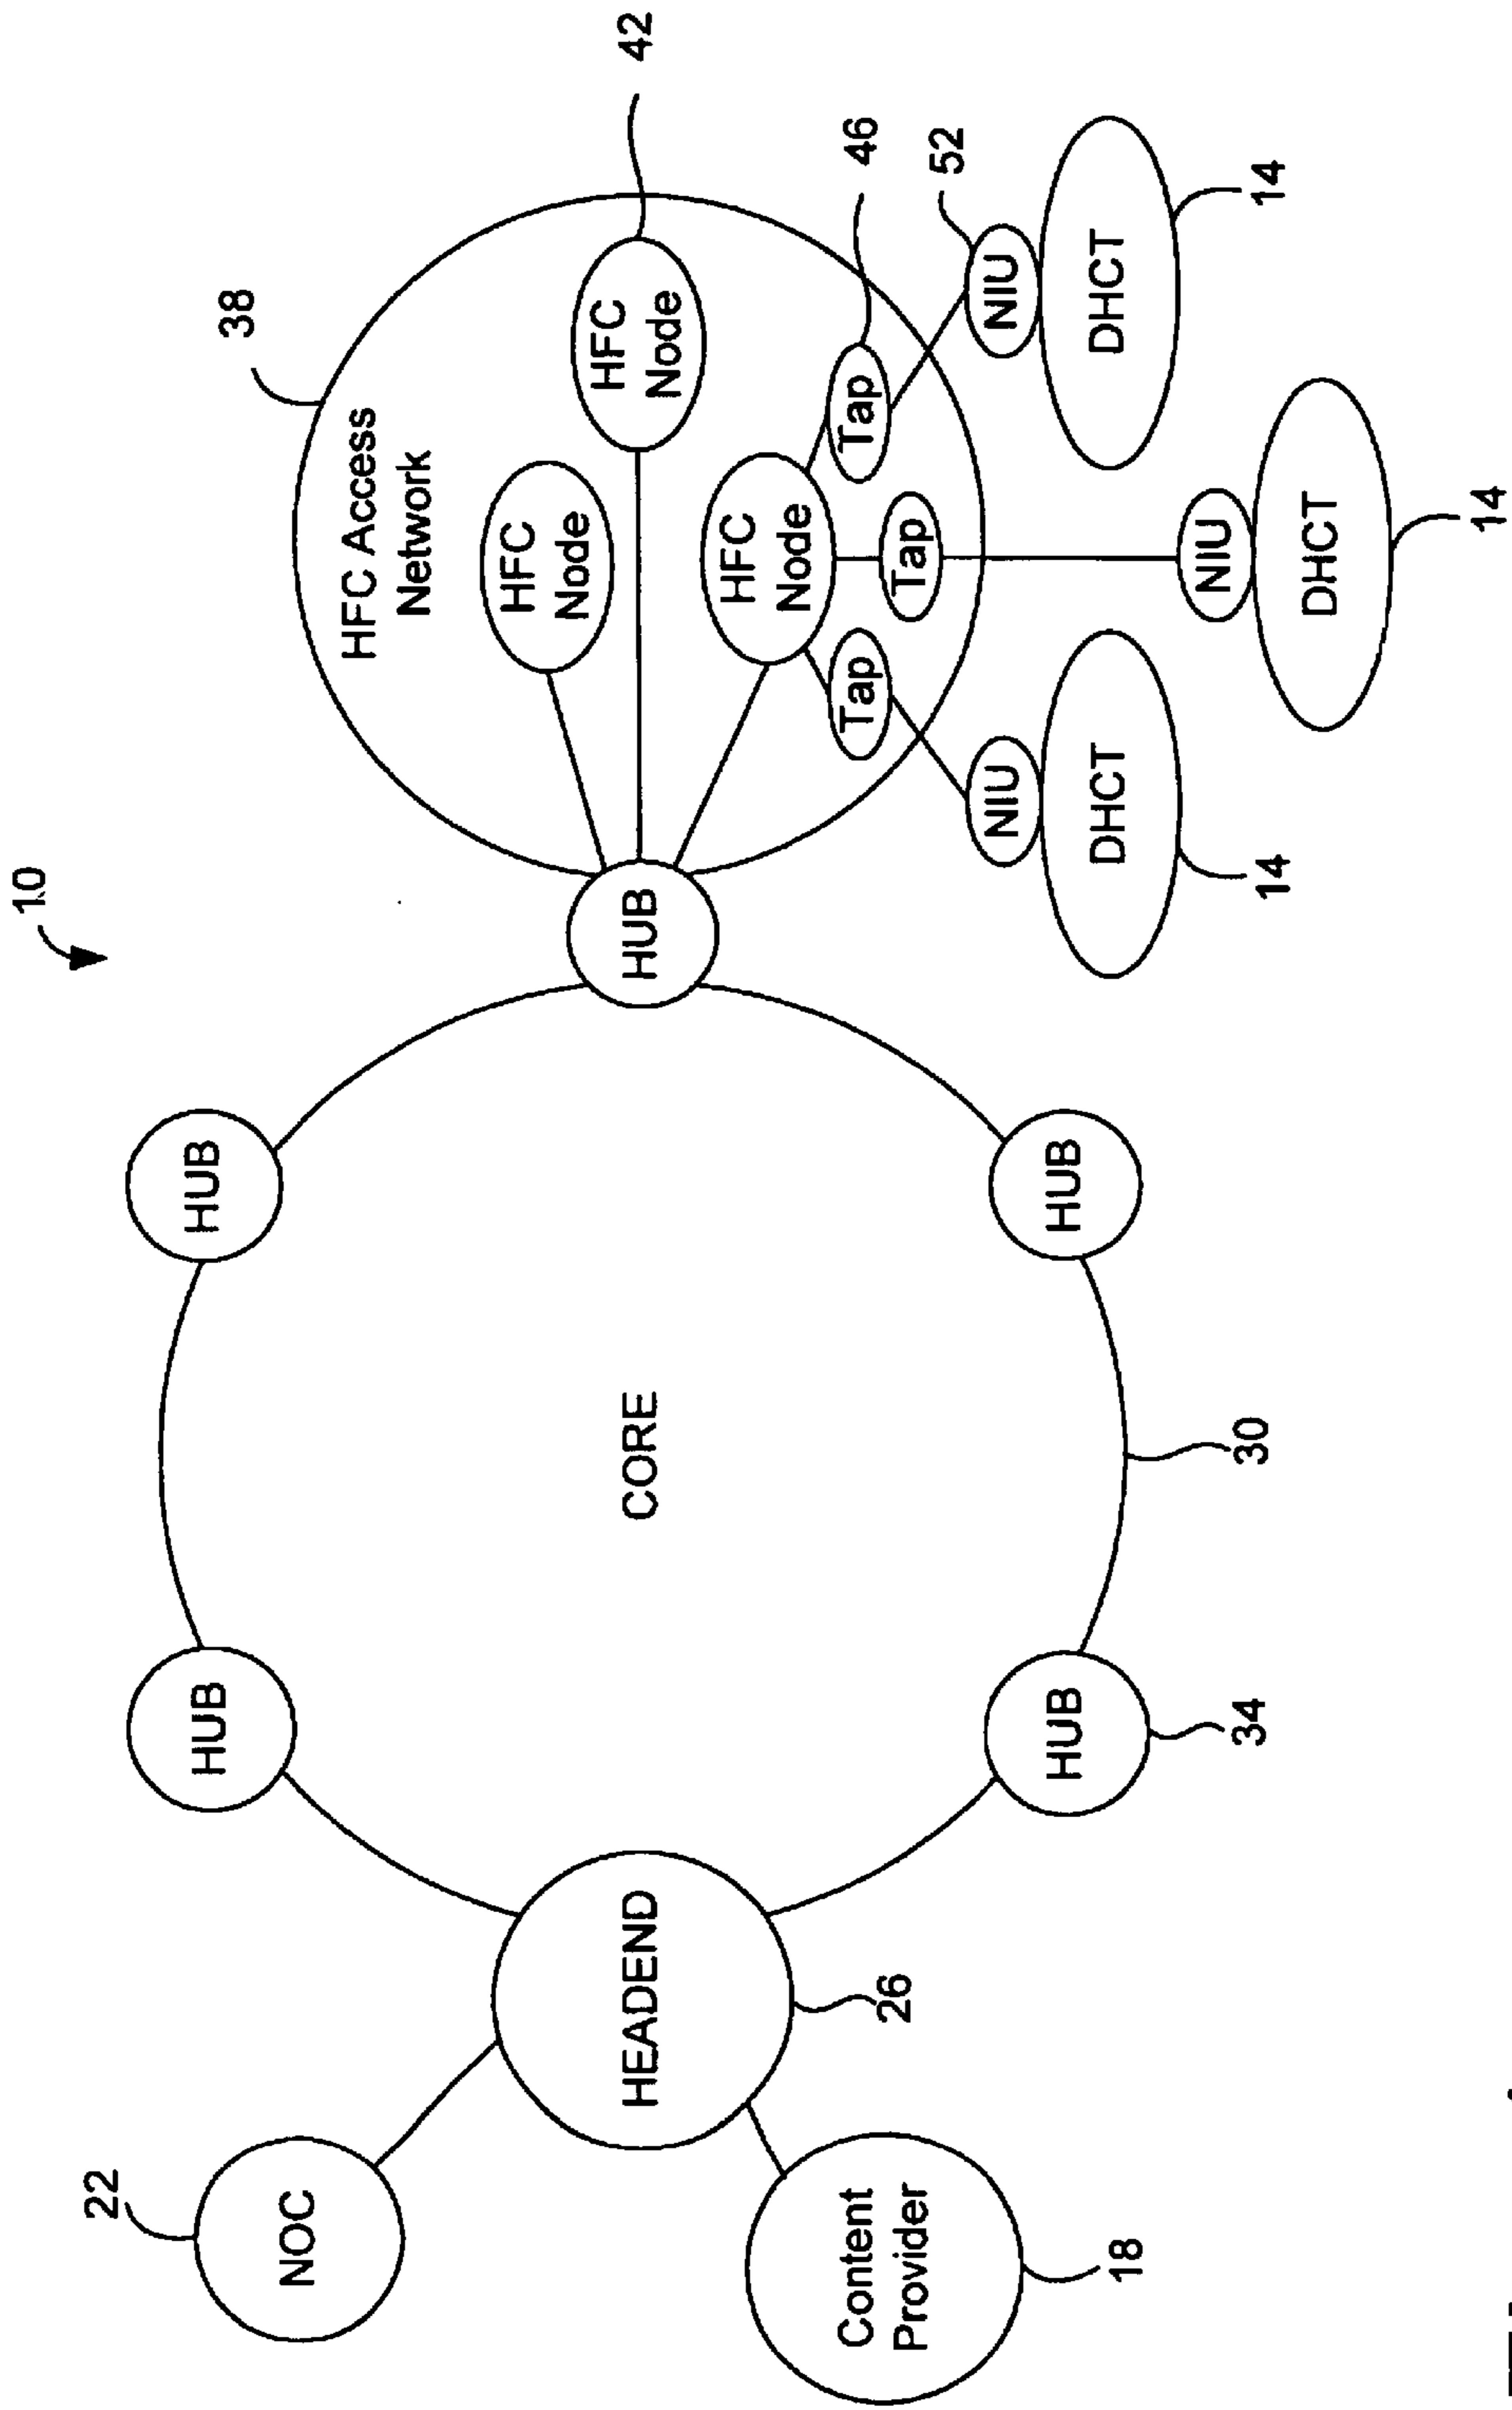 10
22
NOC
Content
Provider
18
HEADEND
26
HUB
HUB
34
CORE
30
HUB
HUB
HUB
38
HFC Access
Network
HFC
Node
HFC
Node
42
HFC
Node
Tap
Tap
Tap
46
NIU
DHCT
14
NIU
DHCT
14
NIU
52
DHCT
14